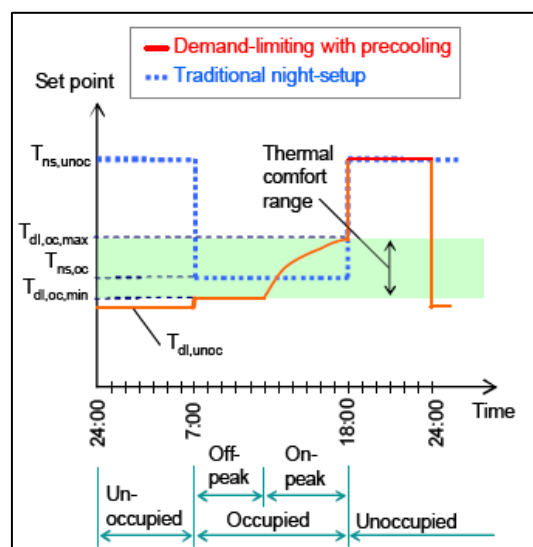 Demand-limiting with precooling
Traditional night-setup
Set point
Tns,unoc
Thermal
comfort
range
Tdl,oc,max
Tns,oc
Tdl,oc,min
Tdl,unoc
Time
24:00
7:00
18:00
24:00
Off-
peak
On-
peak
Un-
occupied
Occupied
Unoccupied